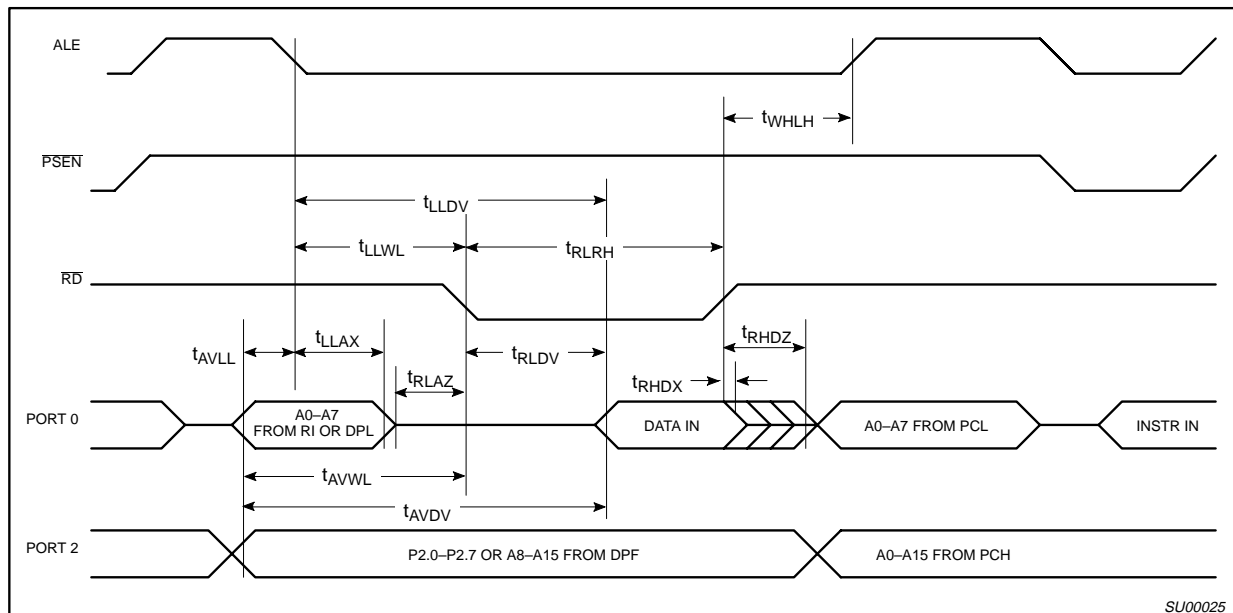 ALE
tWHLH
PSEN
tLLDV
tLLWL
tRLRH
RD
tAVLL
tLLAX
tRLAZ
tRLDV
tRHDZ
tRHDX
PORT 0
A0–A7
FROM RI OR DPL
DATA IN
A0–A7 FROM PCL
INSTR IN
tAVWL
tAVDV
PORT 2
P2.0–P2.7 OR A8–A15 FROM DPF
A0–A15 FROM PCH
SU00025